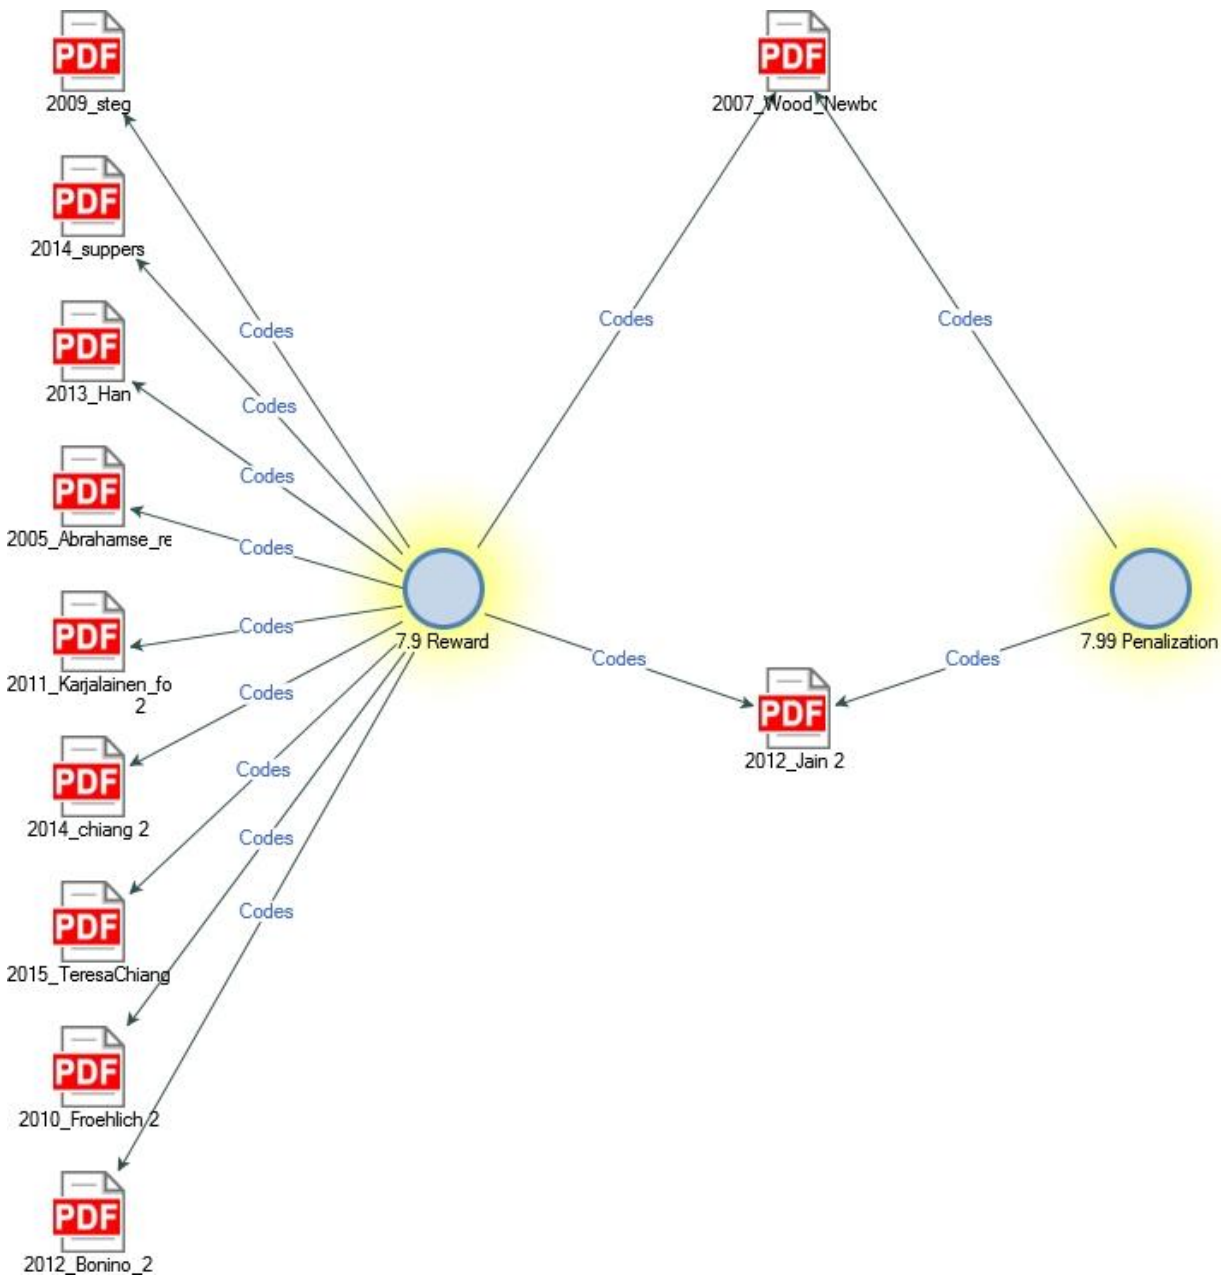 PDF
2009_steg
PDF
2007_Wood_Newbc
PDF
2014_suppers
PDF
2013_Han
PDF
2005_Abrahamse_re
PDF
2011_Karjalainen_fo
2
PDF
2014_chiang 2
PDF
2015_TeresaChiang
PDF
2010_Froehlich 2
PDF
2012_Bonino_2
Codes
Codes
Codes
Codes
Codes
Codes
Codes
Codes
Codes
7.9 Reward
Codes
Codes
Codes
Codes
7.99 Penalization
PDF
2012_Jain 2